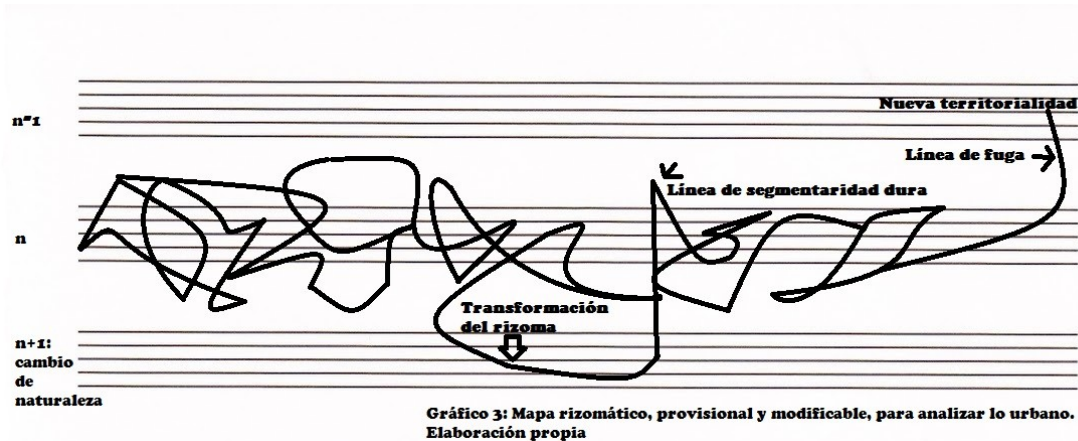 Nueva territorialidad
n-1
Línea de fuga
Línea de segmentaridad dura
n
Transformación
del rizoma
n+1:
cambio
de
naturaleza
Gráfico 3: Mapa rizomático, provisional y modificable, para analizar lo urbano.
Elaboración propia